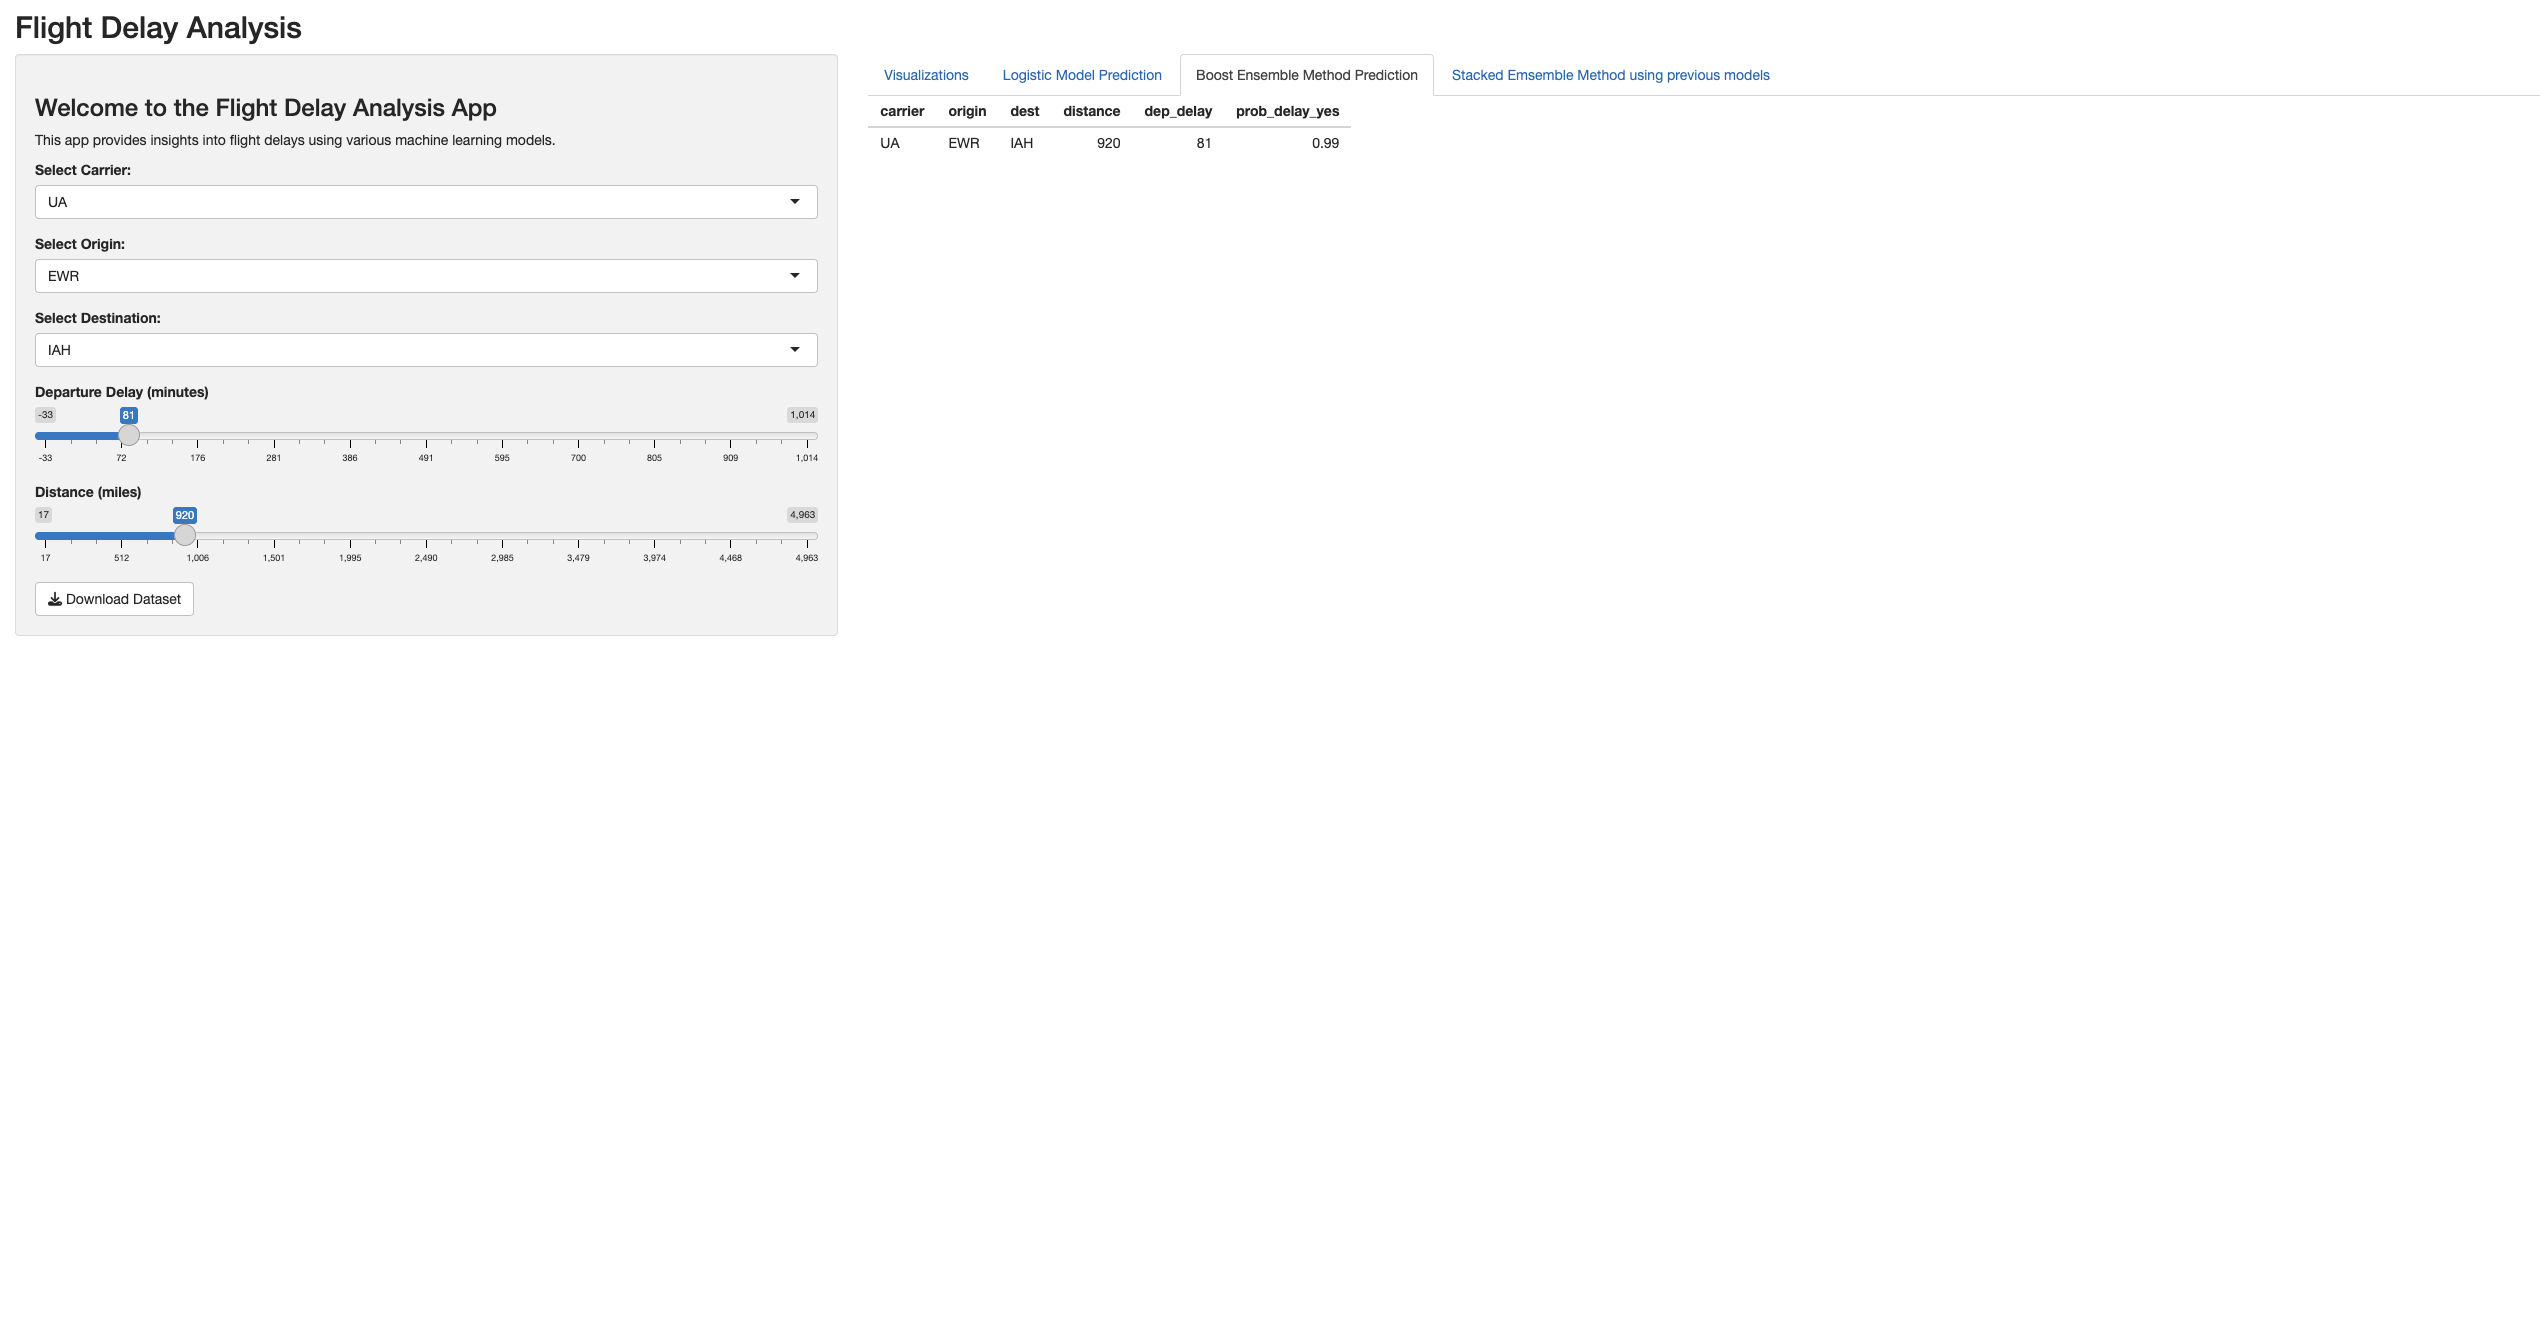 Flight Delay Analysis
Welcome to the Flight Delay Analysis App
This app provides insights into flight delays using various machine learning models.
Select Carrier:
UA
Select Origin:
EWR
Select Destination:
IAH
Departure Delay (minutes)
-33 81 1,014
-33 72 176 281 386 491 595 700 805 909 1,014
Distance (miles)
17 920 4,963
17 512 1,006 1,501 1,995 2,490 2,985 3,479 3,974 4,468 4,963
Download Dataset
Visualizations Logistic Model Prediction Boost Ensemble Method Prediction Stacked Emsemble Method using previous models
carrier origin dest distance dep_delay prob_delay_yes
UA EWR IAH 920 81 0.99